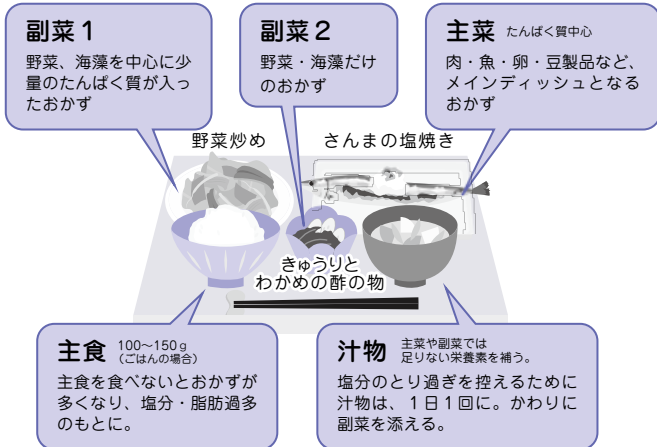 副菜1
野菜、海藻を中心に少
量のたんぱく質が入っ
たおかず
副菜2
野菜・海藻だけ
のおかず
主菜 たんぱく質中心
肉・魚・卵・豆製品など、
メインディッシュとなる
おかず
野菜炒め
さんまの塩焼き
きゅうりと
わかめの酢の物
主食 100〜150g
（ごはんの場合）
主食を食べないとおかずが
多くなり、塩分・脂肪過多
のもとに。
汁物 主菜や副菜では
足りない栄養素を補う。
塩分のとり過ぎを控えるために
汁物は、1日1回に。かわりに
副菜を添える。